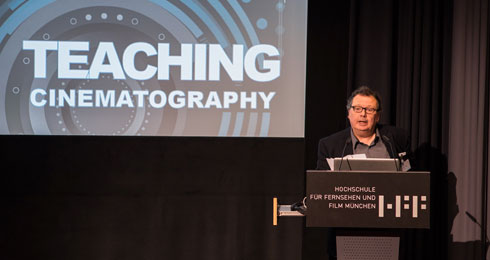 TEACHING
CINEMATOGRAPHY
HOCHSCHULE
FÜR FERNSEHEN UND
FILM MÜNCHEN
HFF